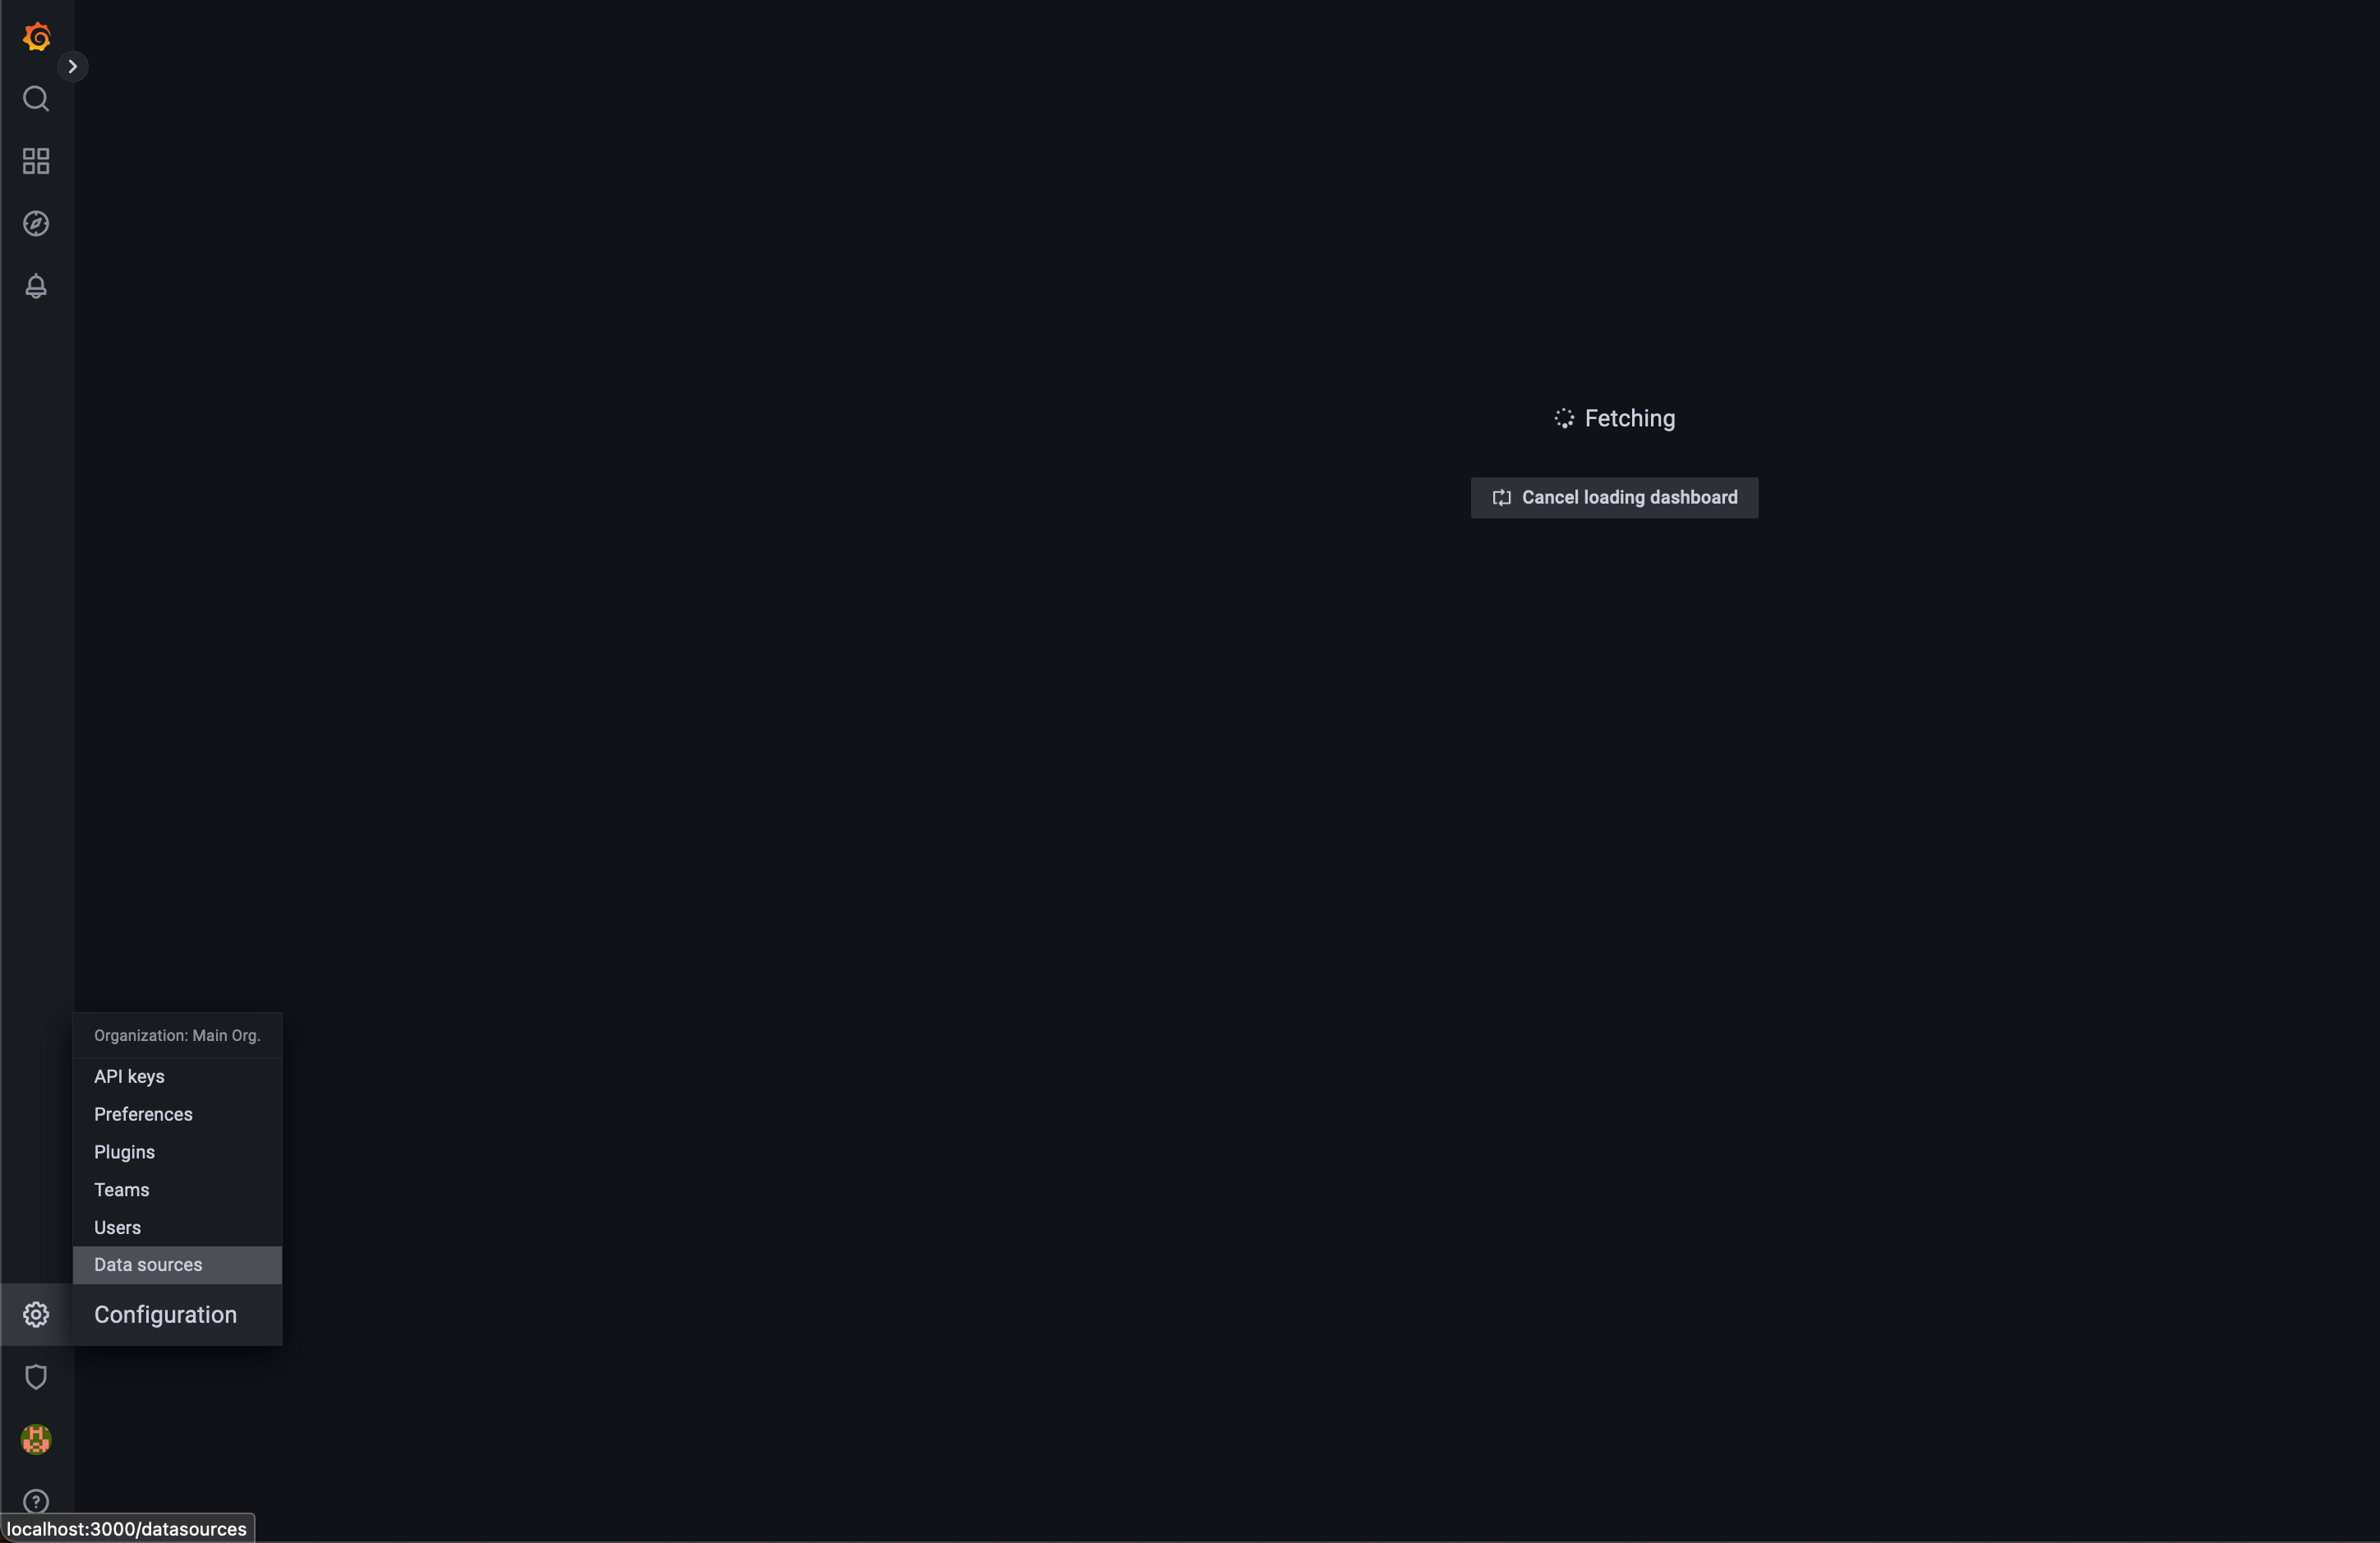 Fetching
Cancel loading dashboard
Organization: Main Org.
API keys
Preferences
Plugins
Teams
Users
Data sources
Configuration
localhost:3000/datasources